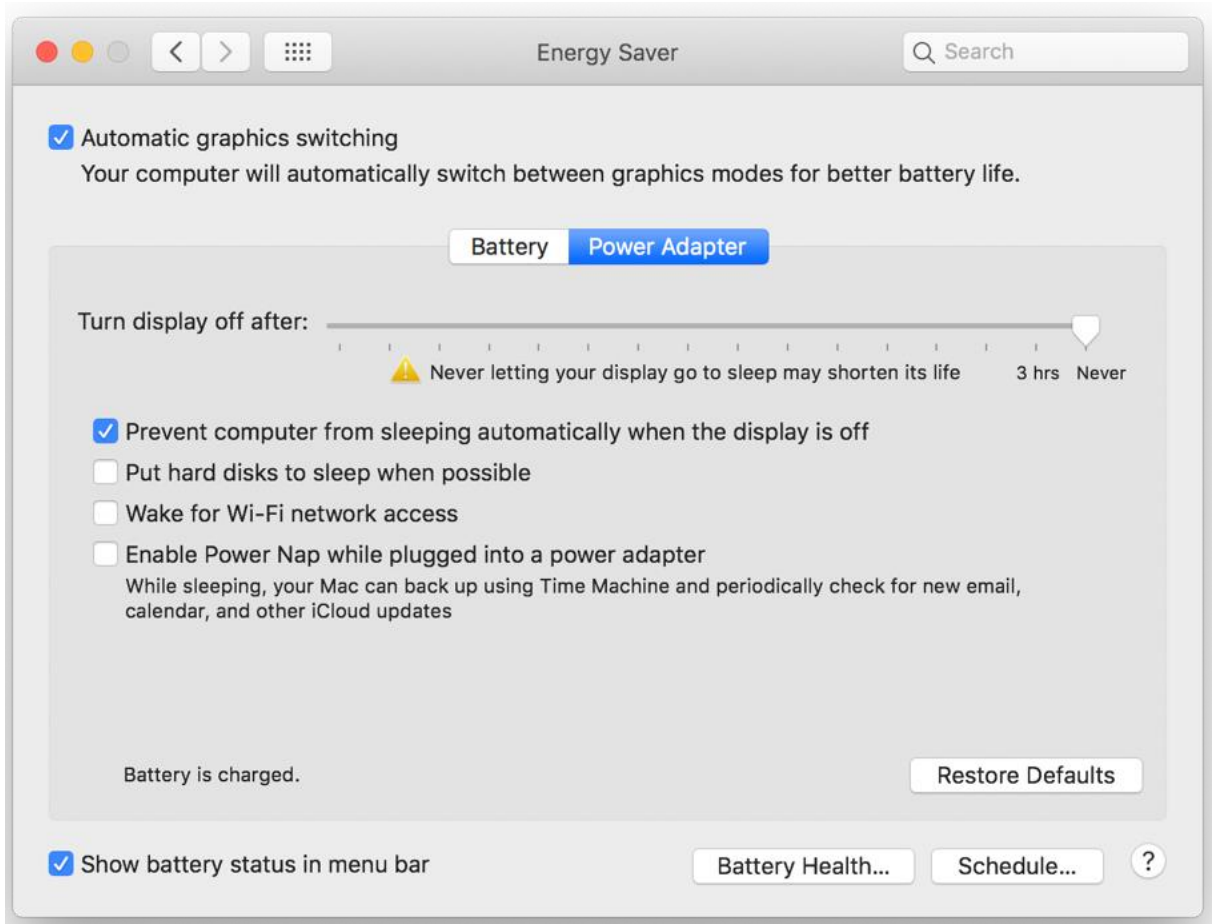 Energy Saver
Search
Automatic graphics switching
Your computer will automatically switch between graphics modes for better battery life.
Battery
Power Adapter
Turn display off after:
Never letting your display go to sleep may shorten its life
3 hrs
Never
Prevent computer from sleeping automatically when the display is off
Put hard disks to sleep when possible
Wake for Wi-Fi network access
Enable Power Nap while plugged into a power adapter
While sleeping, your Mac can back up using Time Machine and periodically check for new email,
calendar, and other iCloud updates
Battery is charged.
Restore Defaults
Show battery status in menu bar
Battery Health...
Schedule...
?